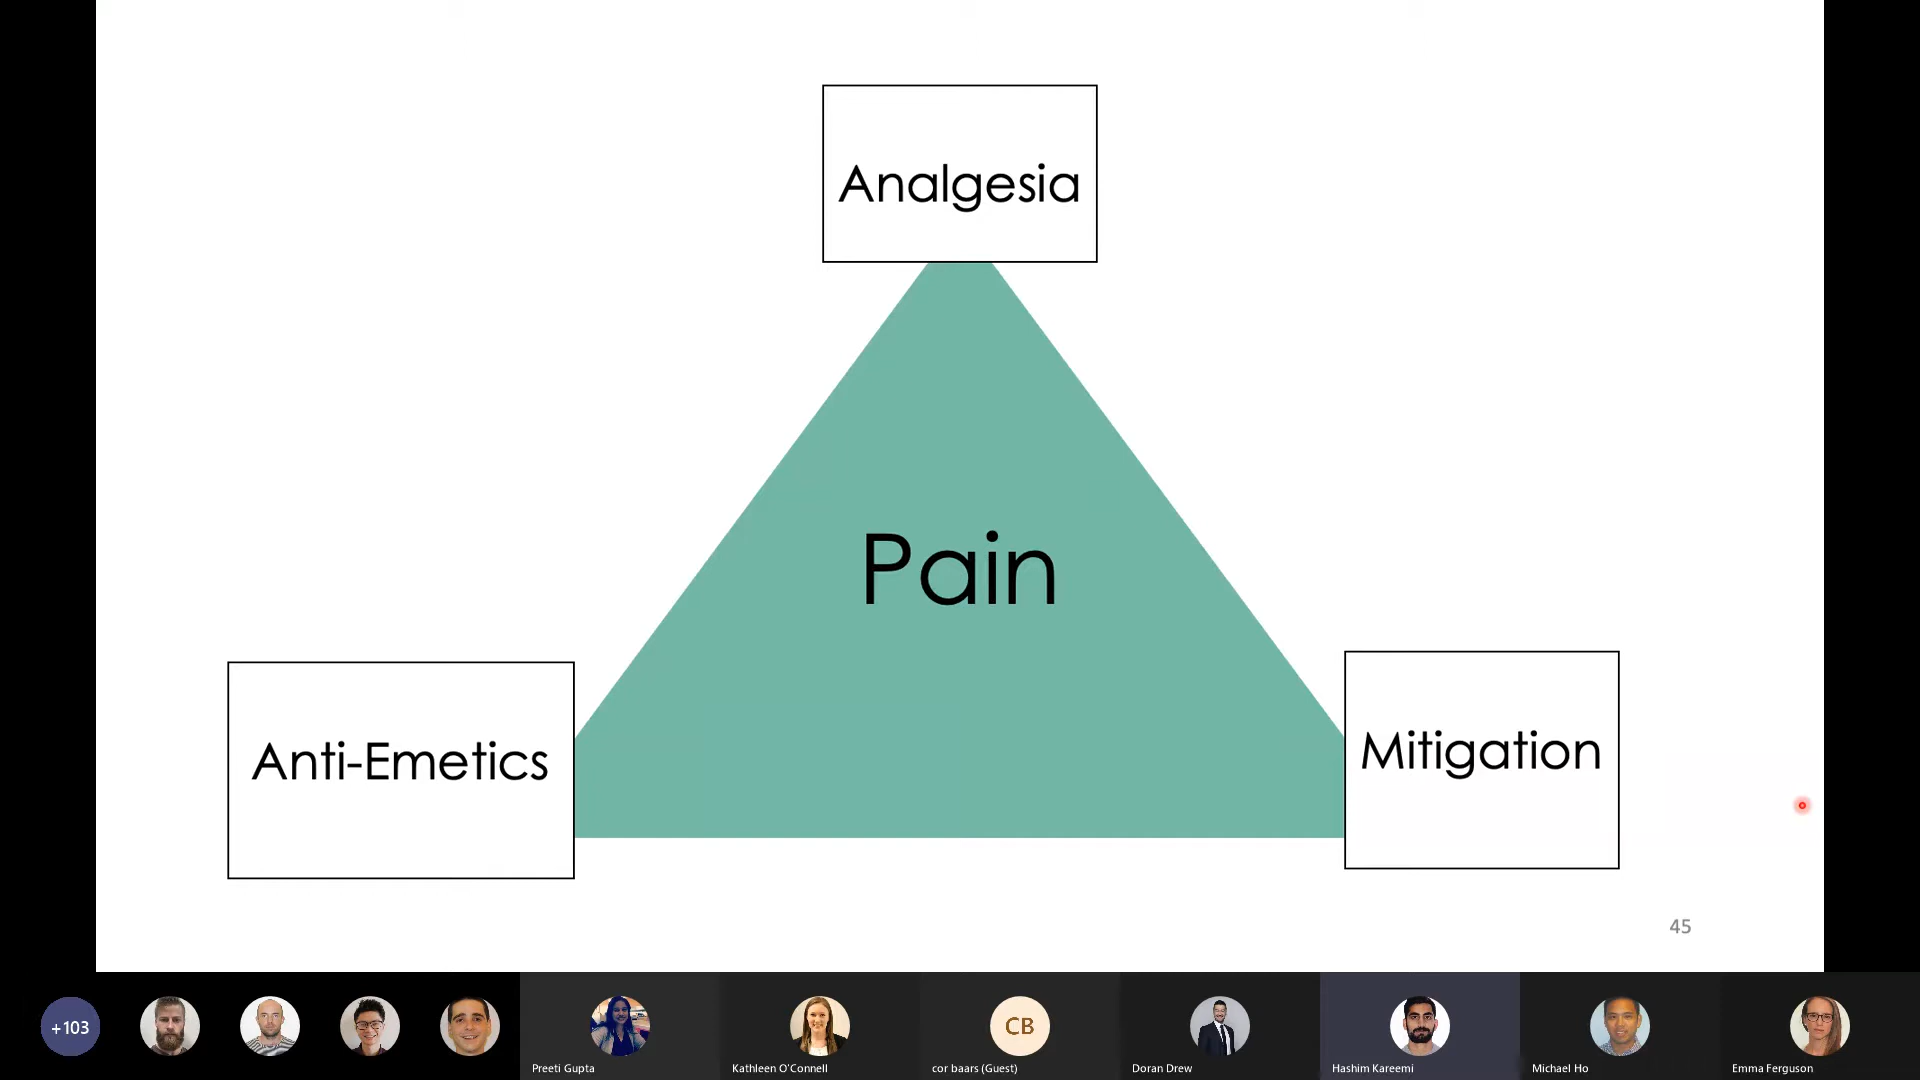 Analgesia
Pain
Anti-Emetics
Mitigation
45
+103
CB
Preeti Gupta
Kathleen O'Connell
cor baars (Guest)
Doran Drew
Hashim Kareemi
Michael Ho
Emma Ferguson